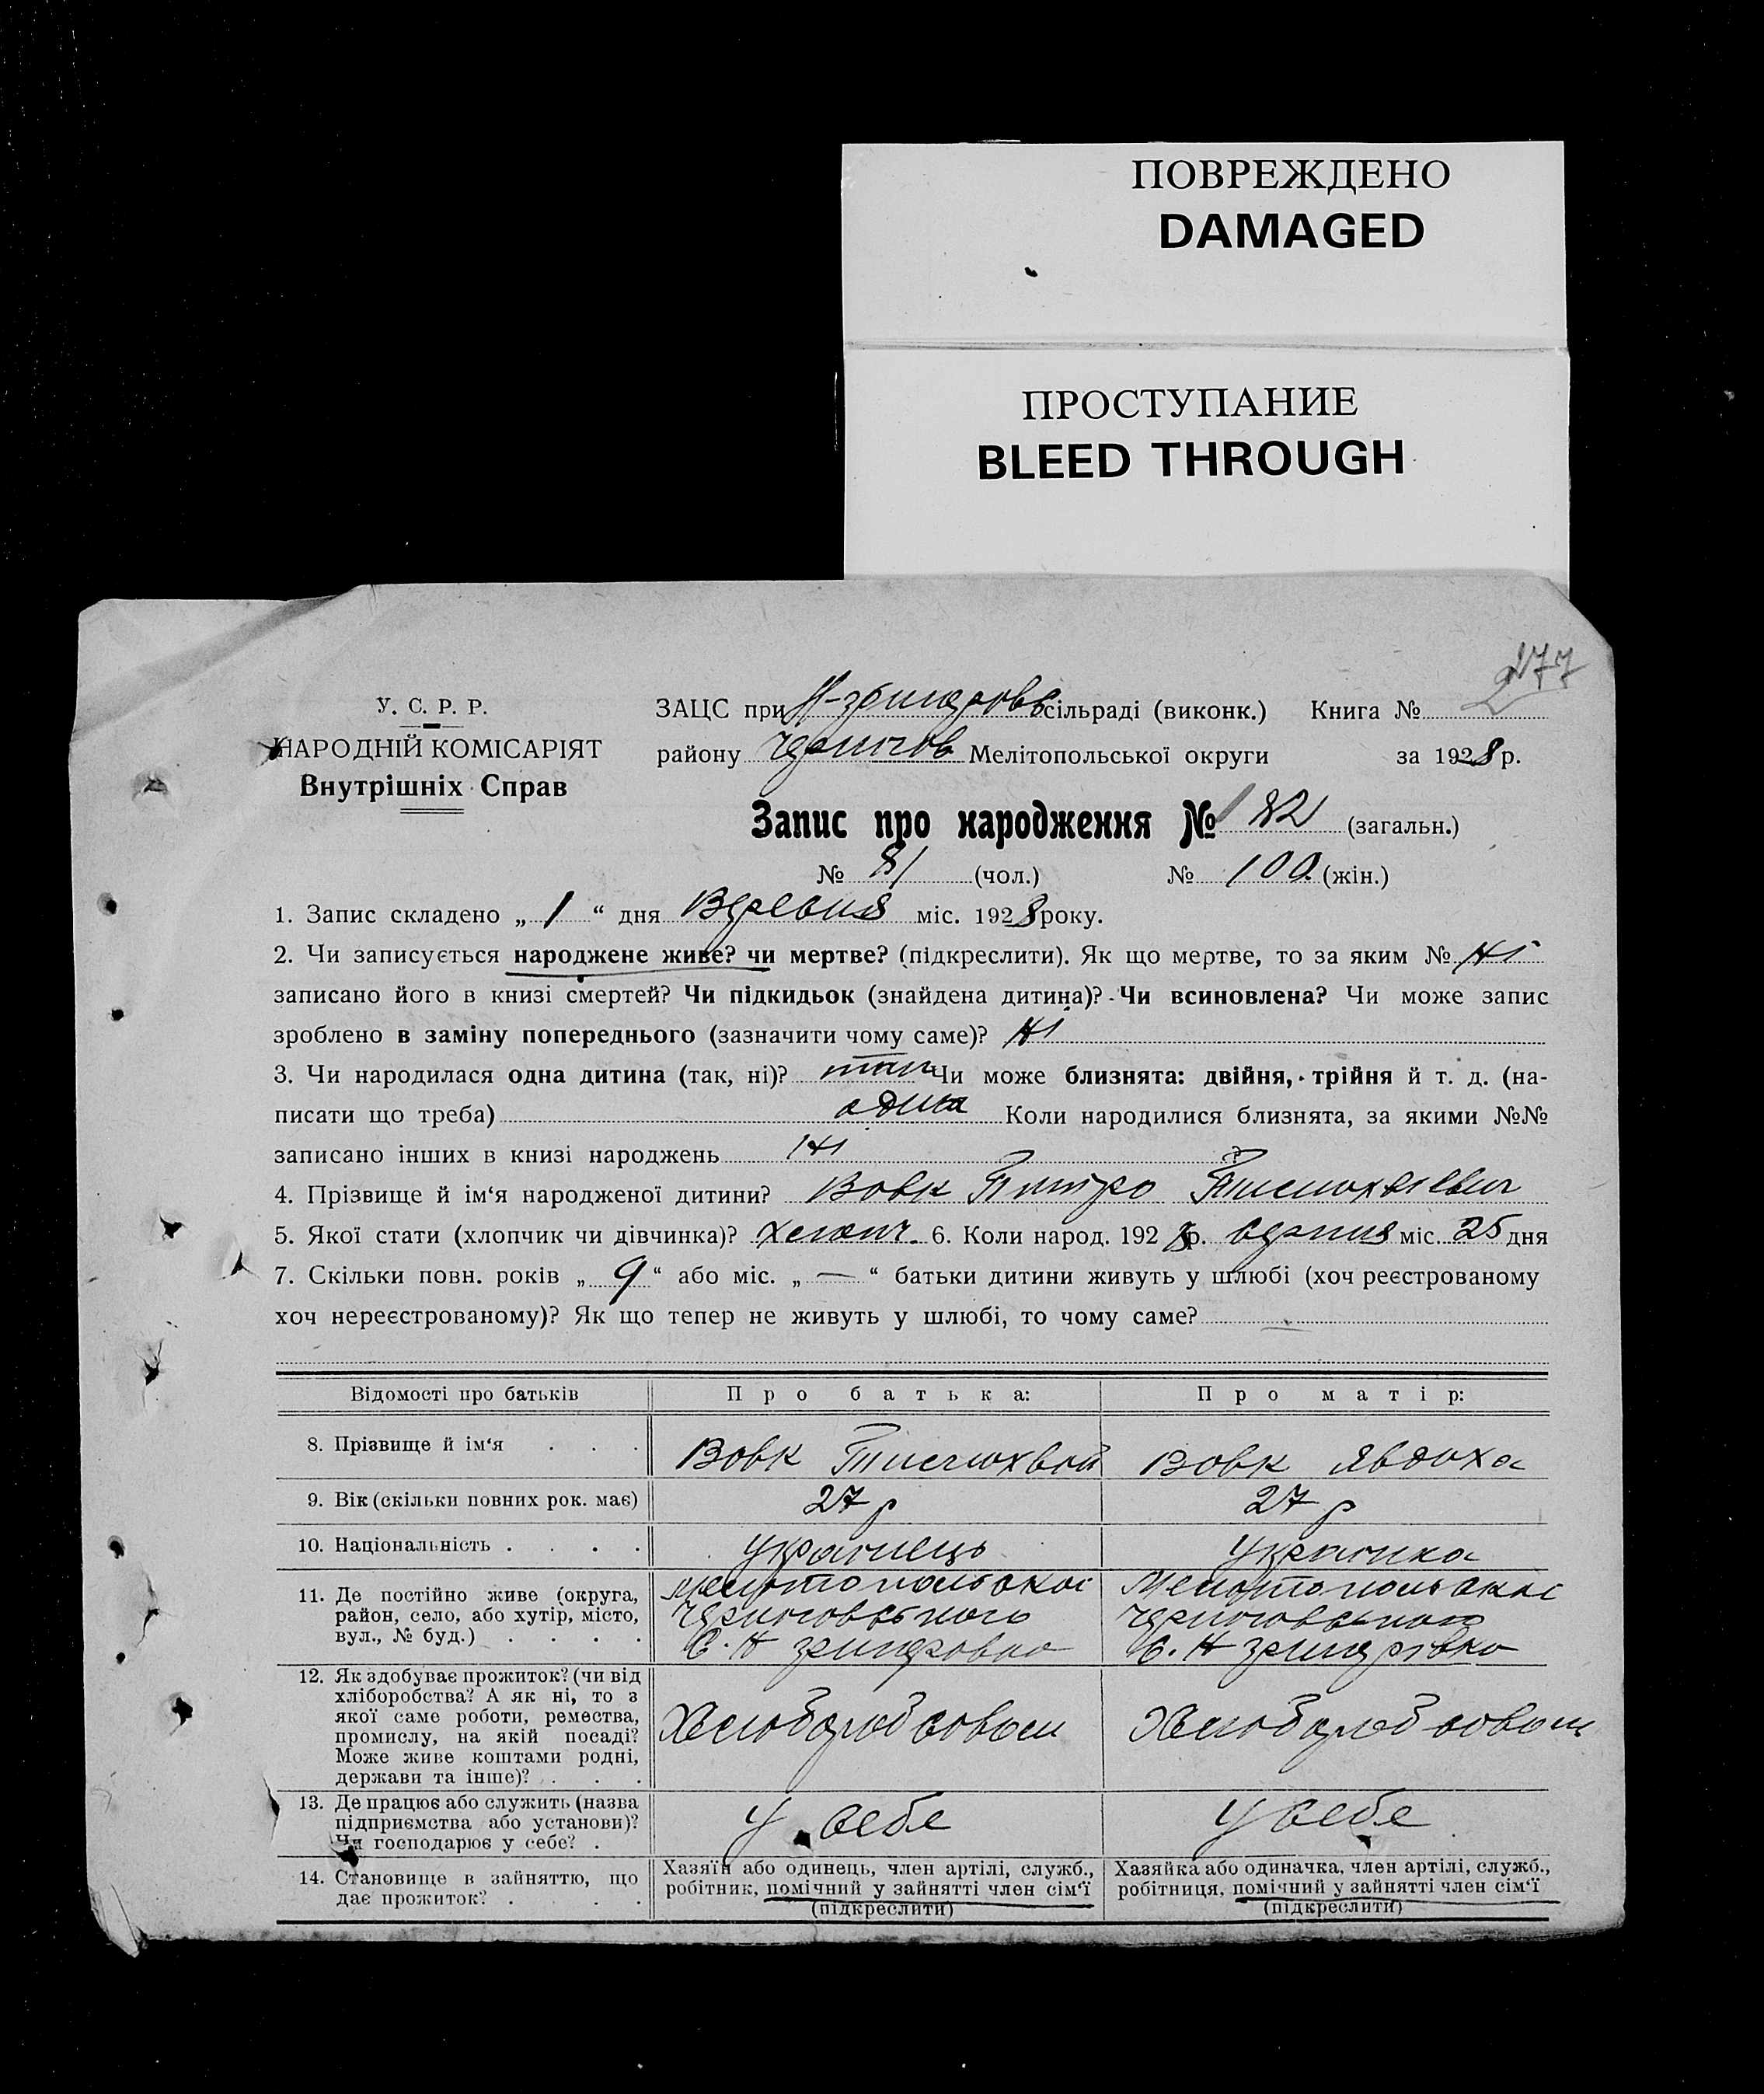 ПОВРЕЖДЕНО
DAMAGED
ПРОСТУПАНИЕ
BLEED THROUGH
277
У. С. Р. Р.
НАРОДНІЙ КОМІСАРІЯТ
Внутрішніх Справ
ЗАЦС при сільраді (виконк.) Книга №
району Мелітопольської округи за 1928 р.
Запис про народження № 182 (загальн.)
№ 81 (чол.) № 100 (жін.)
1. Запис складено „ 1 “ дня Вересня міс. 1928 року.
2. Чи записується народжене живе? чи мертве? (підкреслити). Як що мертве, то за яким № Ні
записано його в книзі смертей? Чи підкидьок (знайдена дитина)? Чи всиновлена? Чи може запис
зроблено в заміну попереднього (зазначити чому саме)? Ні
3. Чи народилася одна дитина (так, ні)? так Чи може близнята: двійня, трійня й т. д. (на-
писати що треба) одна Коли народилися близнята, за якими №№
записано інших в книзі народжень Ні
4. Прізвище й ім‘я народженої дитини? Вовк
5. Якої стати (хлопчик чи дівчинка)? хлопч. 6. Коли народ. 1928 р. серпня міс. 25 дня
7. Скільки повн. років „ 9 “ або міс. „ — “ батьки дитини живуть у шлюбі (хоч реєстрованому
хоч нереєстрованому)? Як що тепер не живуть у шлюбі, то чому саме?
Відомості про батьків Про батька: Про матір:
8. Прізвище й ім‘я . . . Вовк Вовк Явдоха
9. Вік (скільки повних рок. має) 27 р 27 р
10. Національність . . . . Українець Українка
11. Де постійно живе (округа, Мелітопольскої Мелітопольскої
район, село, або хутір, місто,
вул., № буд.) . . . . С. Н С. Н
12. Як здобуває прожиток? (чи від
хліборобства? А як ні, то з
якої саме роботи, ремества, Хлиборобсовом Хлиборобсовом
промислу, на якій посаді?
Може живе коштами родні,
держави та інше)? . . .
13. Де працює або служить (назва
підприємства або установи)? У себе У себе
Чи господарює у себе? .
14. Становище в зайняттю, що
дає прожиток? . . .
Хазяїн або одинець, член артілі, служб.,
робітник, помічний у зайнятті член сім‘ї
(підкреслити)
Хазяйка або одиначка, член артілі, служб.,
робітниця, помічний у зайнятті член сім‘ї
(підкреслити)